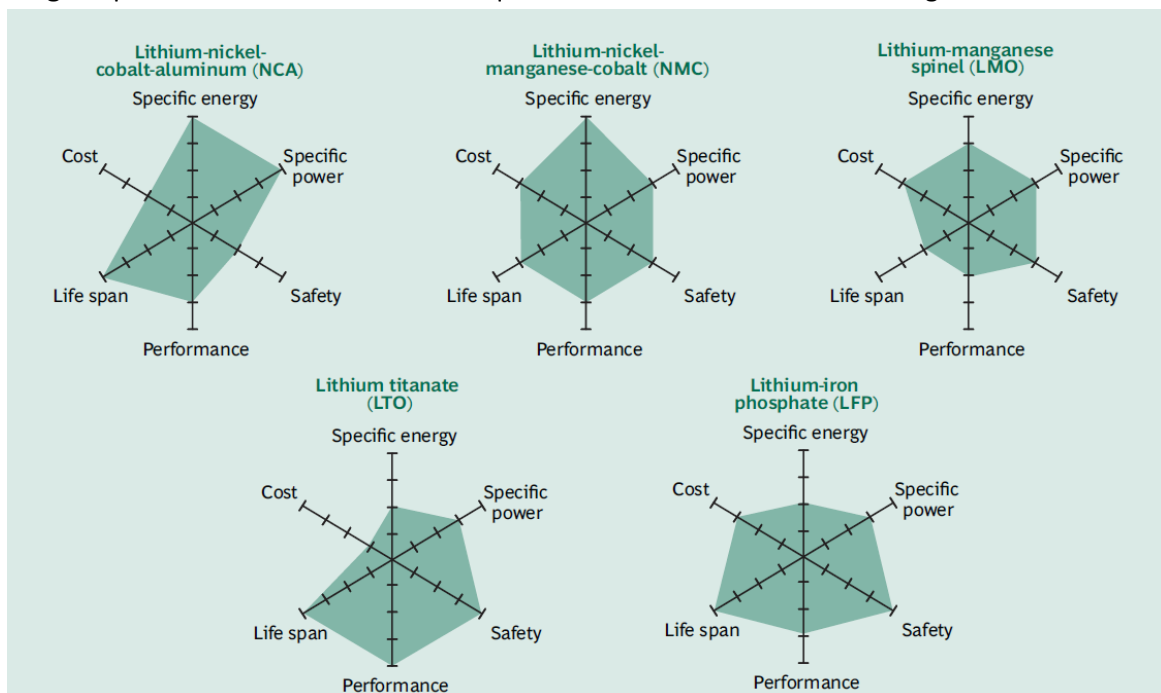 Lithium-nickel-
cobalt-aluminum (NCA)
Specific energy
Cost
Specific
power
Life span
Safety
Performance
Lithium-nickel-
manganese-cobalt (NMC)
Specific energy
Cost
Specific
power
Life span
Safety
Performance
Lithium-manganese
spinel (LMO)
Specific energy
Cost
Specific
power
Life span
Safety
Performance
Lithium titanate
(LTO)
Specific energy
Cost
Specific
power
Life span
Safety
Performance
Lithium-iron
phosphate (LFP)
Specific energy
Cost
Specific
power
Life span
Safety
Performance